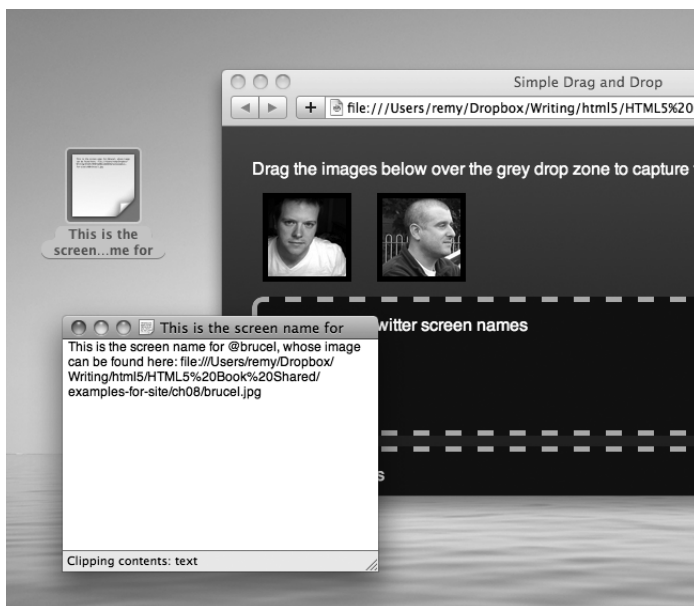 Simple Drag and Drop
file:///Users/remy/Dropbox/Writing/html5/HTML5%20
Drag the images below over the grey drop zone to capture
This is the
screen...me for
witter screen names
This is the screen name for
This is the screen name for @brucel, whose image
can be found here: file:///Users/remy/Dropbox/
Writing/html5/HTML5%20Book%20Shared/
examples-for-site/ch08/brucel.jpg
s
Clipping contents: text